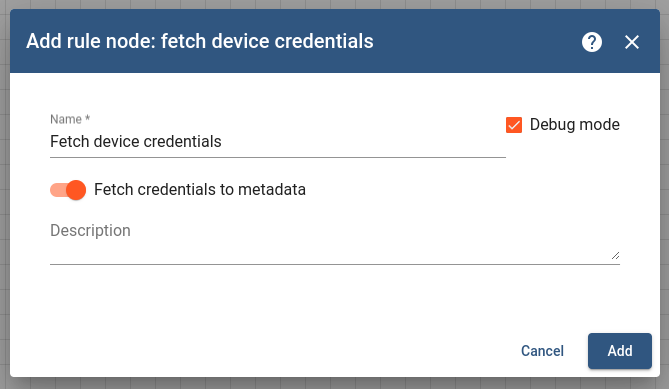 Add rule node: fetch device credentials
?
Name *
Fetch device credentials
Debug mode
Fetch credentials to metadata
Description
Cancel
Add